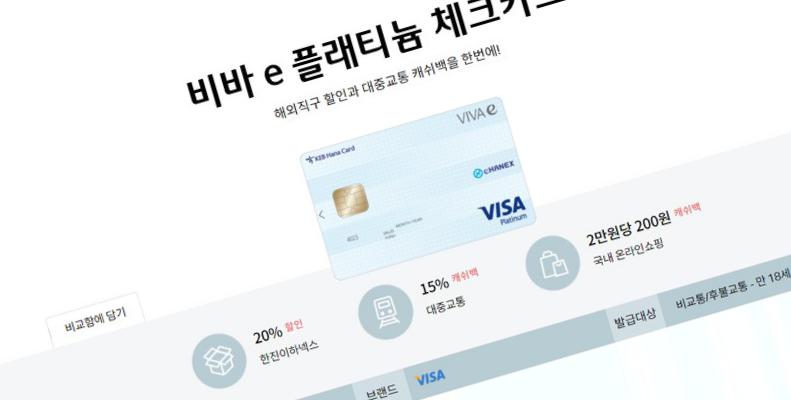 비바 e 플래티늄 체크카드
해외직구 할인과 대중교통 캐쉬백을 한번에!
KEB Hana Card
VIVA e
eHANEX
4023
MONTH/YEAR
VALID
THRU
VISA
Platinum
비교함에 담기
20% 할인
한진이하넥스
15% 캐쉬백
대중교통
2만원당 200원 캐쉬백
국내 온라인쇼핑
브랜드
VISA
발급대상
비교통/후불교통 - 만 18세